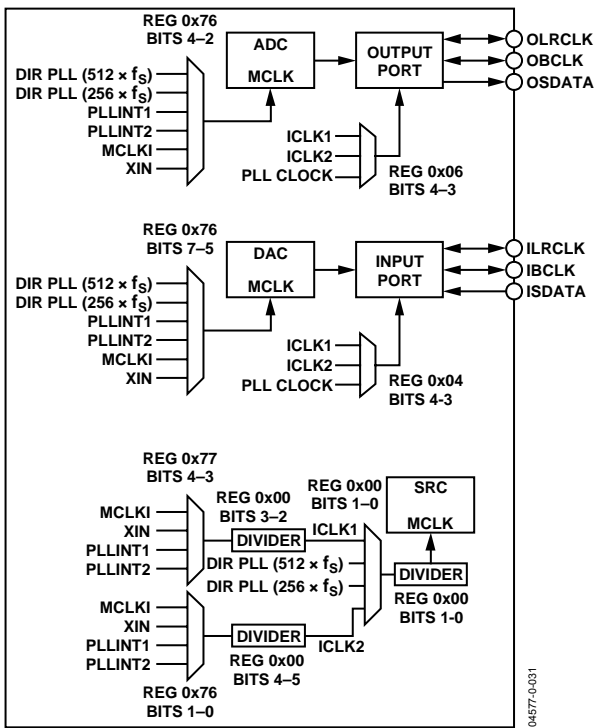 REG 0x76
BITS 4–2
ADC
MCLK
OUTPUT
PORT
OLRCLK
OBCLK
OSDATA
DIR PLL (512 × fS)
DIR PLL (256 × fS)
PLLINT1
PLLINT2
MCLKI
XIN
ICLK1
ICLK2
PLL CLOCK
REG 0x06
BITS 4–3
REG 0x76
BITS 7–5
DAC
MCLK
INPUT
PORT
ILRCLK
IBCLK
ISDATA
DIR PLL (512 × fS)
DIR PLL (256 × fS)
PLLINT1
PLLINT2
MCLKI
XIN
ICLK1
ICLK2
PLL CLOCK
REG 0x04
BITS 4-3
REG 0x77
BITS 4–3
MCLKI
XIN
PLLINT1
PLLINT2
REG 0x00
BITS 3–2
DIVIDER
ICLK1
REG 0x00
BITS 1–0
SRC
MCLK
DIR PLL (512 × fS)
DIR PLL (256 × fS)
DIVIDER
REG 0x00
BITS 1-0
MCLKI
XIN
PLLINT1
PLLINT2
DIVIDER
ICLK2
REG 0x00
BITS 4–5
REG 0x76
BITS 1–0
04577-0-031